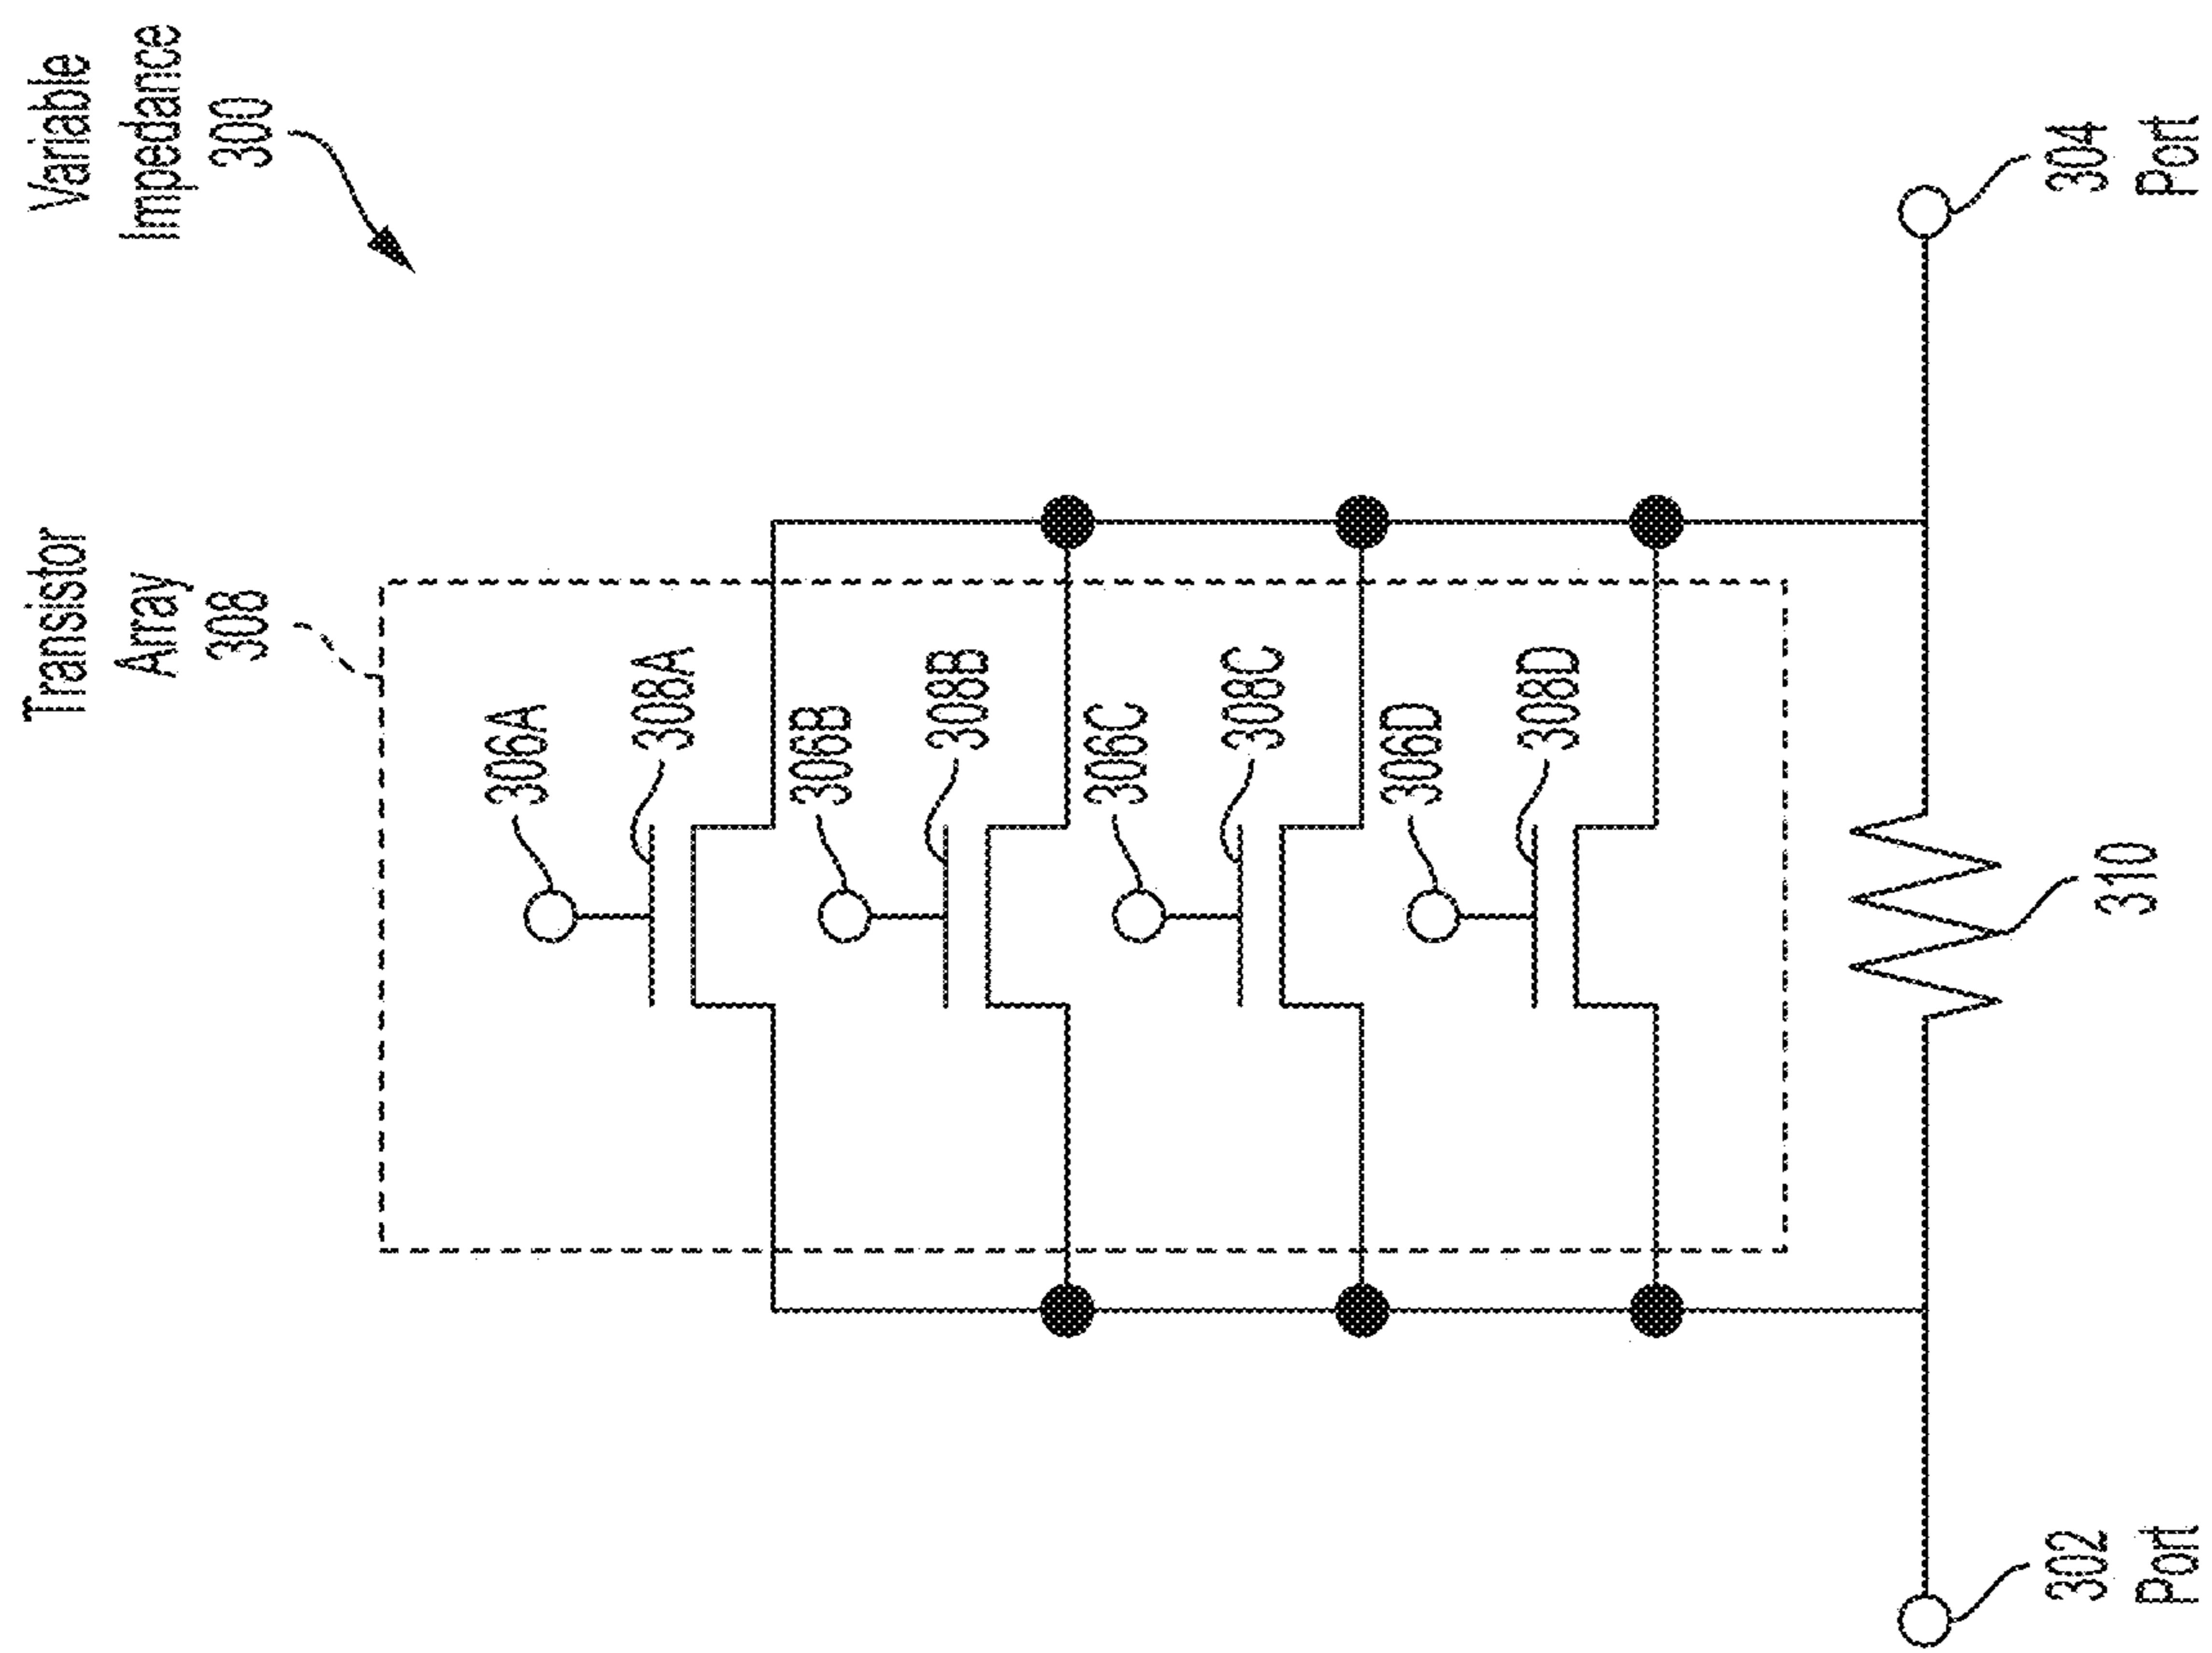 Variable
Impedance
300
Transistor
Array
308
306A
308A
306B
308B
306C
308C
306D
308D
310
302
Port
304
Port